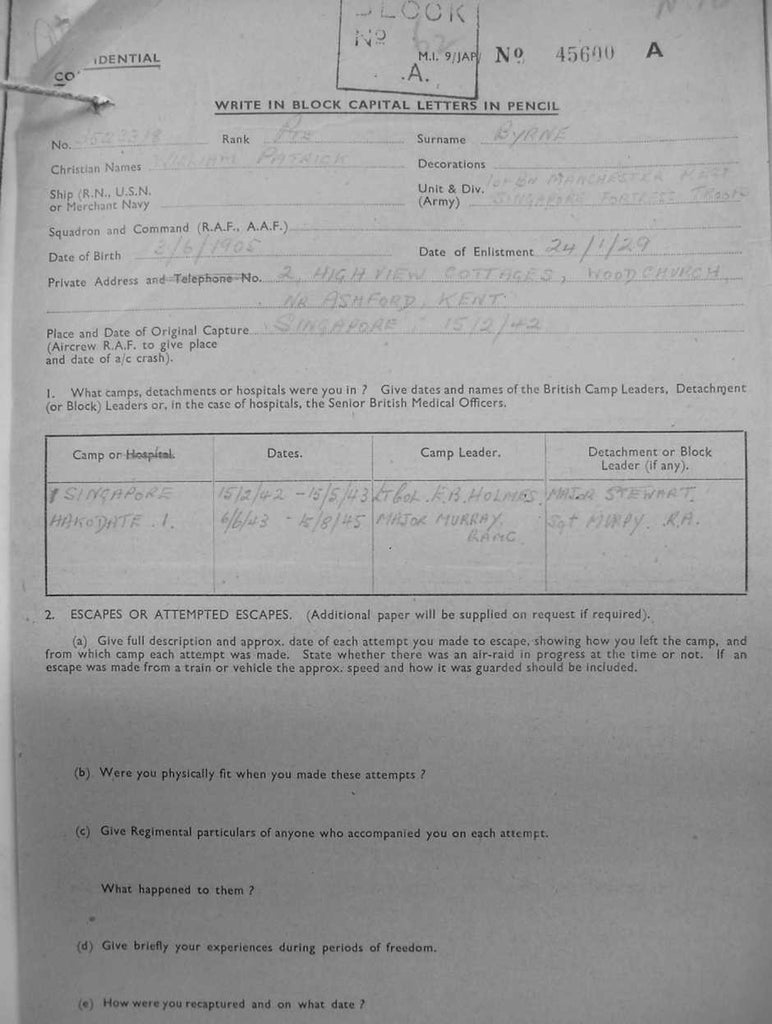 BLOCK
No 62
CO IDENTIAL
M.I. 9/JAP No 45600 A
.A.
WRITE IN BLOCK CAPITAL LETTERS IN PENCIL
No. Rank Pte Surname BYRNE
Christian Names WILLIAM PATRICK Decorations
Ship (R.N., U.S.N. or Merchant Navy
Unit & Div. (Army) 1ST BN MANCHESTER REGT
SINGAPORE FORTRESS TROOPS
Squadron and Command (R.A.F., A.A.F.)
Date of Birth 3/6/1905 Date of Enlistment 24/1/29
Private Address and Telephone No. 2, HIGH VIEW COTTAGES, WOODCHURCH,
NR ASHFORD, KENT
Place and Date of Original Capture SINGAPORE. 15/2/42
(Aircrew R.A.F. to give place
and date of a/c crash).
1. What camps, detachments or hospitals were you in ? Give dates and names of the British Camp Leaders, Detachment
(or Block) Leaders or, in the case of hospitals, the Senior British Medical Officers.
Camp or Hospital. Dates. Camp Leader. Detachment or Block
Leader (if any).
SINGAPORE 15/2/42 - 15/5/43 LT COL. E.B. HOLMES MAJOR STEWART.
HAKODATE. 1. 6/6/43 - 15/8/45 MAJOR MURRAY. Sgt R.A.
RAMC
2. ESCAPES OR ATTEMPTED ESCAPES. (Additional paper will be supplied on request if required).
(a) Give full description and approx. date of each attempt you made to escape, showing how you left the camp, and
from which camp each attempt was made. State whether there was an air-raid in progress at the time or not. If an
escape was made from a train or vehicle the approx. speed and how it was guarded should be included.
(b) Were you physically fit when you made these attempts ?
(c) Give Regimental particulars of anyone who accompanied you on each attempt.
What happened to them ?
(d) Give briefly your experiences during periods of freedom.
(e) How were you recaptured and on what date ?